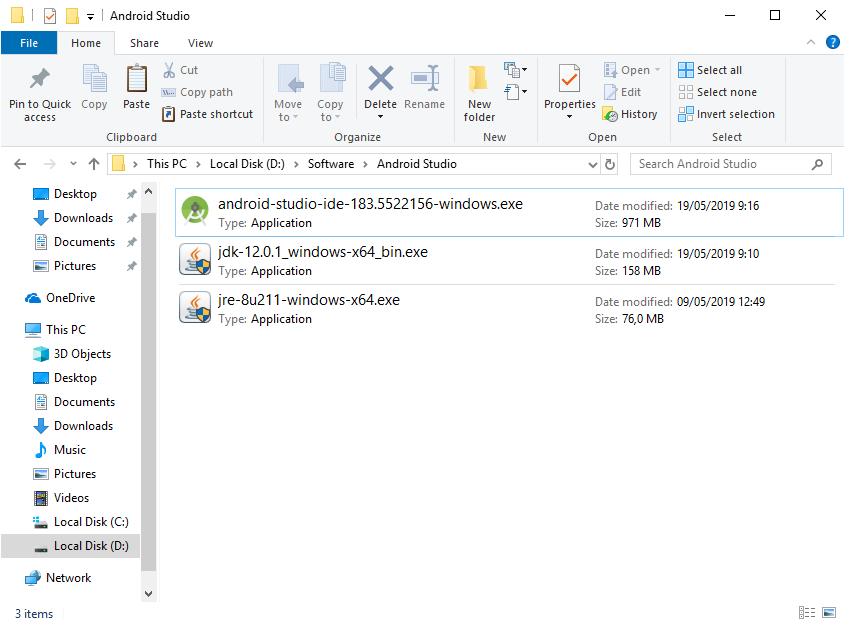 Android Studio
File Home Share View
Pin to Quick access
Copy
Paste
Cut
Copy path
Paste shortcut
Clipboard
Move to
Copy to
Delete
Rename
Organize
New folder
New
Properties
Open
Edit
History
Open
Select all
Select none
Invert selection
Select
This PC > Local Disk (D:) > Software > Android Studio
Search Android Studio
Desktop
Downloads
Documents
Pictures
OneDrive
This PC
3D Objects
Desktop
Documents
Downloads
Music
Pictures
Videos
Local Disk (C:)
Local Disk (D:)
Network
android-studio-ide-183.5522156-windows.exe
Type: Application
Date modified: 19/05/2019 9:16
Size: 971 MB
jdk-12.0.1_windows-x64_bin.exe
Type: Application
Date modified: 19/05/2019 9:10
Size: 158 MB
jre-8u211-windows-x64.exe
Type: Application
Date modified: 09/05/2019 12:49
Size: 76,0 MB
3 items